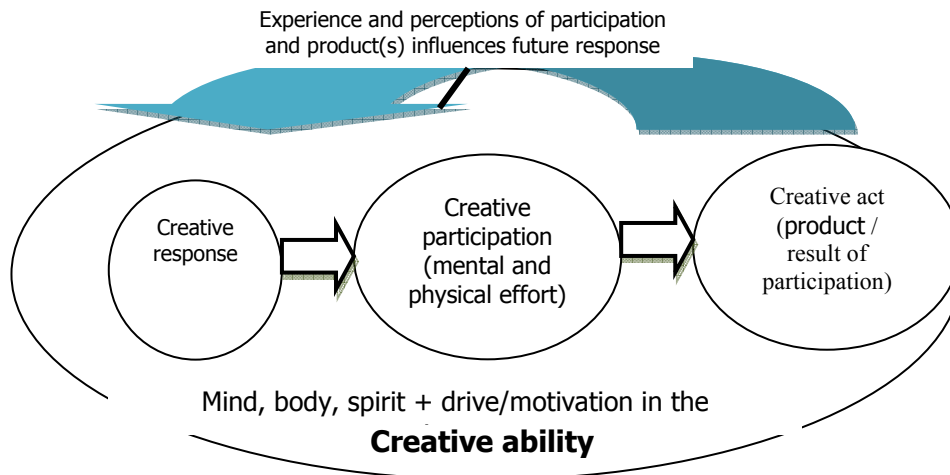 Experience and perceptions of participation
and product(s) influences future response
Creative
response
Creative
participation
(mental and
physical effort)
Creative act
(product /
result of
participation)
Mind, body, spirit + drive/motivation in the
Creative ability